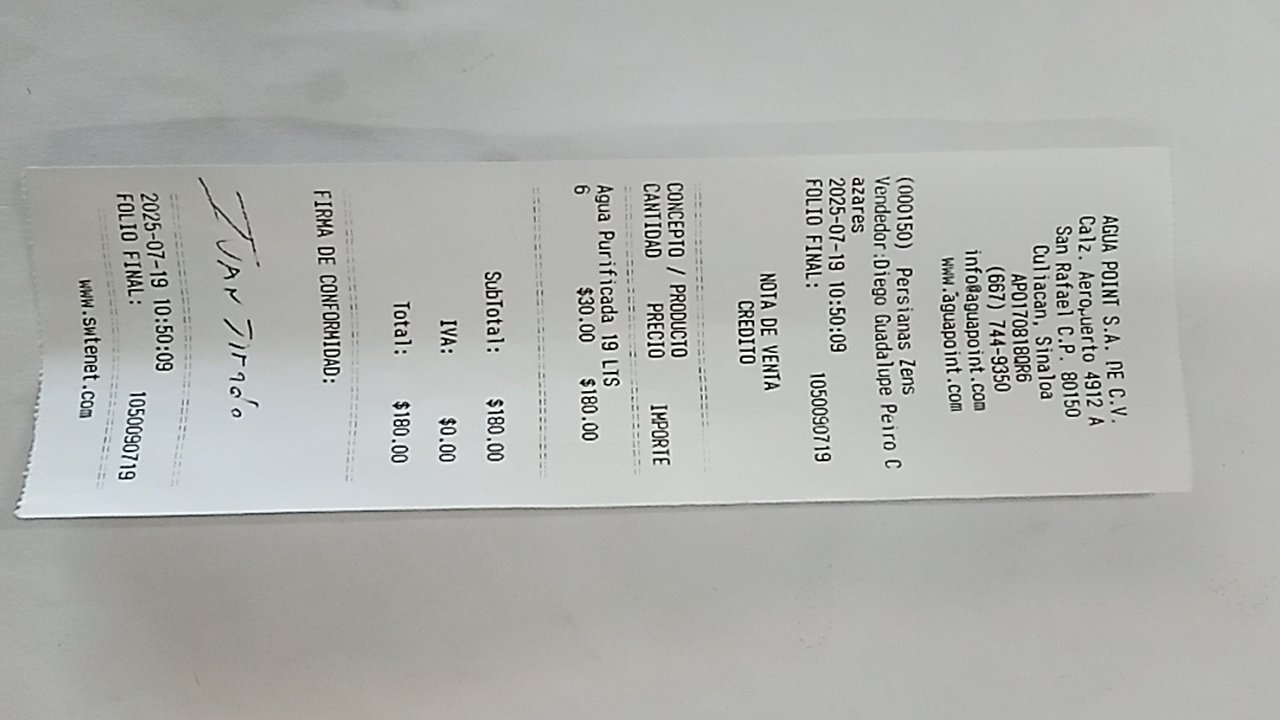 AGUA POINT S.A. DE C.V.
Calz. Aeropuerto 4912 A
San Rafael C.P. 80150
Culiacan, Sinaloa
APO170818QR6
(667) 744-9350
info@aguapoint.com
www.aguapoint.com
(000150) Persianas Zens
Vendedor:Diego Guadalupe Peiro C
azares
2025-07-19 10:50:09
FOLIO FINAL: 1050090719
NOTA DE VENTA
CREDITO
CONCEPTO / PRODUCTO
CANTIDAD PRECIO IMPORTE
Agua Purificada 19 LTS
6 $30.00 $180.00
SubTotal: $180.00
IVA: $0.00
Total: $180.00
FIRMA DE CONFORMIDAD:
JUAN Tirado
2025-07-19 10:50:09
FOLIO FINAL: 1050090719
www.swtenet.com